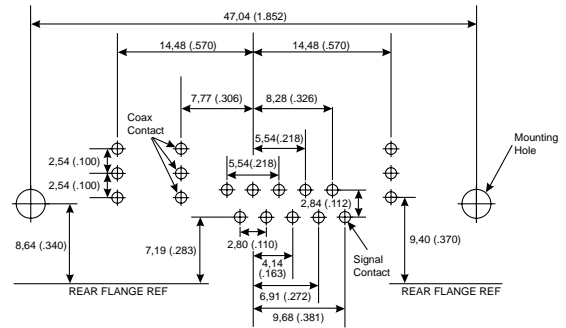 47,04 (1.852)
14,48 (.570)
14,48 (.570)
7,77 (.306)
8,28 (.326)
Coax
Contact
5,54(.218)
Mounting
Hole
2,54 (.100)
5,54(.218)
2,54 (.100)
2,84 (.112)
8,64 (.340)
7,19 (.283)
2,80 (.110)
9,40 (.370)
4,14
(.163)
Signal
Contact
6,91 (.272)
REAR FLANGE REF
REAR FLANGE REF
9,68 (.381)